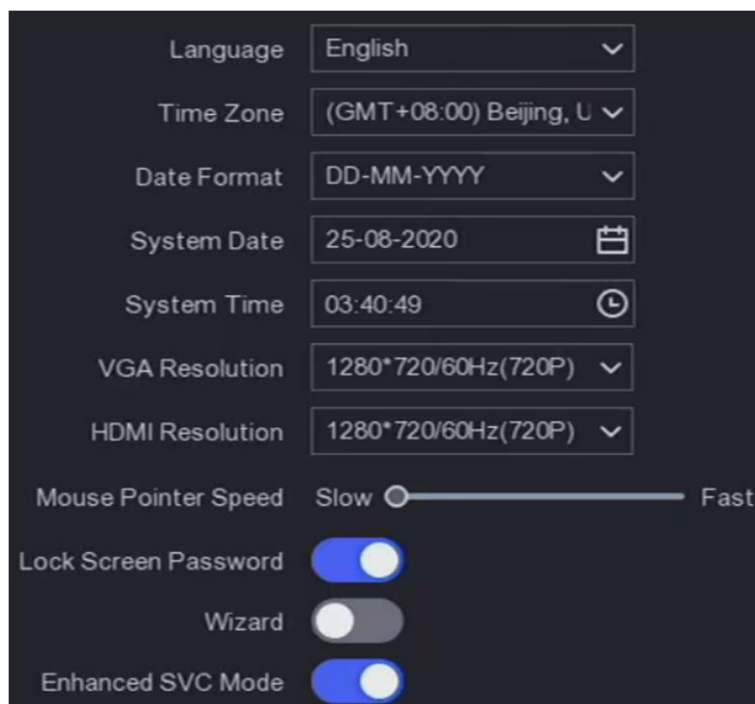 Language English
Time Zone (GMT+08:00) Beijing, U
Date Format DD-MM-YYYY
System Date 25-08-2020
System Time 03:40:49
VGA Resolution 1280*720/60Hz(720P)
HDMI Resolution 1280*720/60Hz(720P)
Mouse Pointer Speed Slow Fast
Lock Screen Password
Wizard
Enhanced SVC Mode